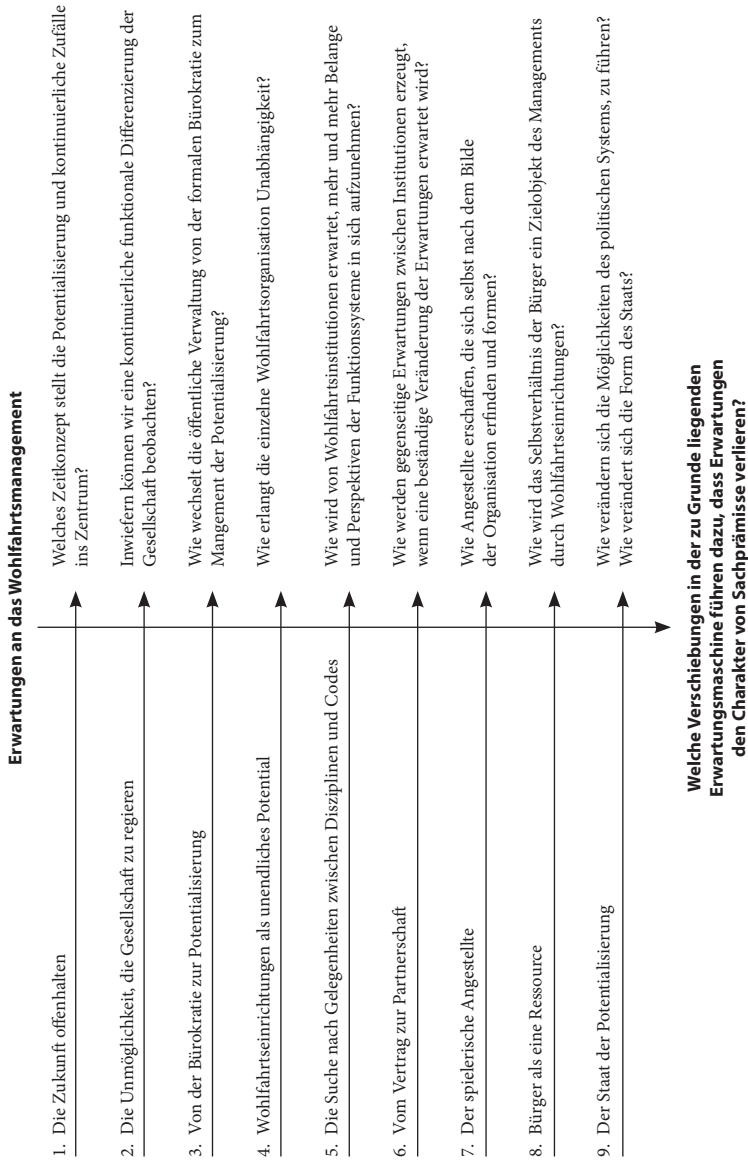 Erwartungen an das Wohlfahrtsmanagement
1. Die Zukunft offenhalten
Welches Zeitkonzept stellt die Potentialisierung und kontinuierliche Zufälle
ins Zentrum?
2. Die Unmöglichkeit, die Gesellschaft zu regieren
Inwiefern können wir eine kontinuierliche funktionale Differenzierung der
Gesellschaft beobachten?
3. Von der Bürokratie zur Potentialisierung
Wie wechselt die öffentliche Verwaltung von der formalen Bürokratie zum
Mangement der Potentialisierung?
4. Wohlfahrtseinrichtungen als unendliches Potential
Wie erlangt die einzelne Wohlfahrtsorganisation Unabhängigkeit?
5. Die Suche nach Gelegenheiten zwischen Disziplinen und Codes
Wie wird von Wohlfahrtsinstitutionen erwartet, mehr und mehr Belange
und Perspektiven der Funktionssysteme in sich aufzunehmen?
6. Vom Vertrag zur Partnerschaft
Wie werden gegenseitige Erwartungen zwischen Institutionen erzeugt,
wenn eine beständige Veränderung der Erwartungen erwartet wird?
7. Der spielerische Angestellte
Wie Angestellte erschaffen, die sich selbst nach dem Bilde
der Organisation erfinden und formen?
8. Bürger als eine Ressource
Wie wird das Selbstverhältnis der Bürger ein Zielobjekt des Managements
durch Wohlfahrtseinrichtungen?
9. Der Staat der Potentialisierung
Wie verändern sich die Möglichkeiten des politischen Systems, zu führen?
Wie verändert sich die Form des Staats?
Welche Verschiebungen in der zu Grunde liegenden
Erwartungsmaschine führen dazu, dass Erwartungen
den Charakter von Sachprämisse verlieren?